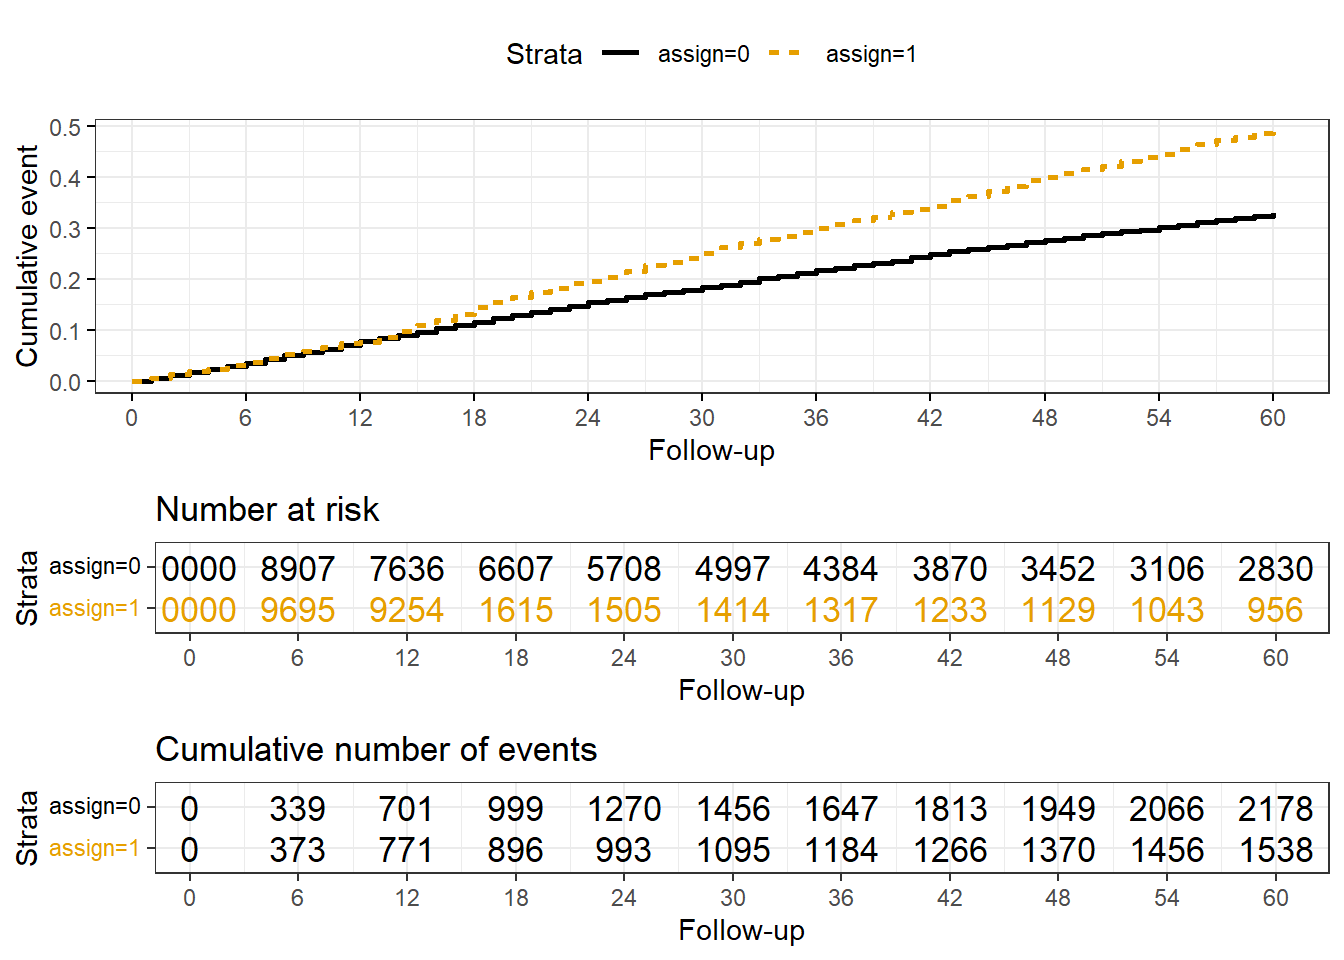 Strata assign=0 assign=1
0.5
0.4
0.3
0.2
0.1
0.0
Cumulative event
0 6 12 18 24 30 36 42 48 54 60
Follow-up
Number at risk
Strata
assign=0 0000 8907 7636 6607 5708 4997 4384 3870 3452 3106 2830
assign=1 0000 9695 9254 1615 1505 1414 1317 1233 1129 1043 956
0 6 12 18 24 30 36 42 48 54 60
Follow-up
Cumulative number of events
Strata
assign=0 0 339 701 999 1270 1456 1647 1813 1949 2066 2178
assign=1 0 373 771 896 993 1095 1184 1266 1370 1456 1538
0 6 12 18 24 30 36 42 48 54 60
Follow-up